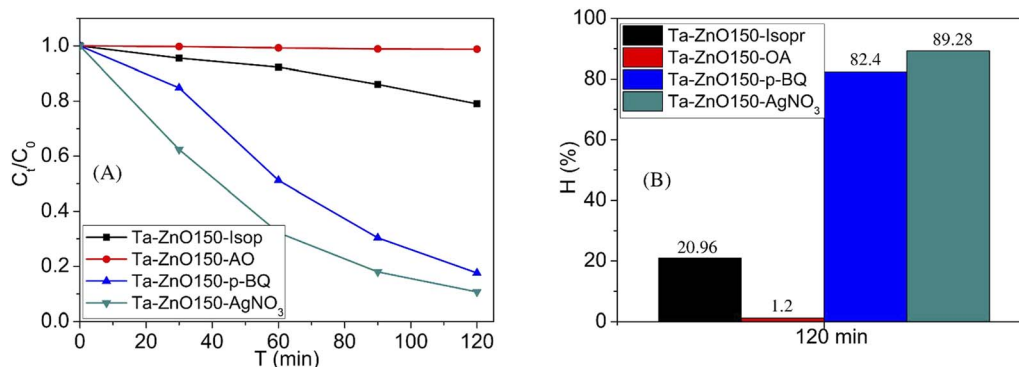 1.0
0.8
0.6
0.4
0.2
0.0
Ct/C0
(A)
Ta-ZnO150-Isop
Ta-ZnO150-AO
Ta-ZnO150-p-BQ
Ta-ZnO150-AgNO3
0 20 40 60 80 100 120
T (min)
100
80
60
40
20
0
H (%)
Ta-ZnO150-Isopr
Ta-ZnO150-OA
Ta-ZnO150-p-BQ
Ta-ZnO150-AgNO3
(B)
20.96
1.2
82.4
89.28
120 min